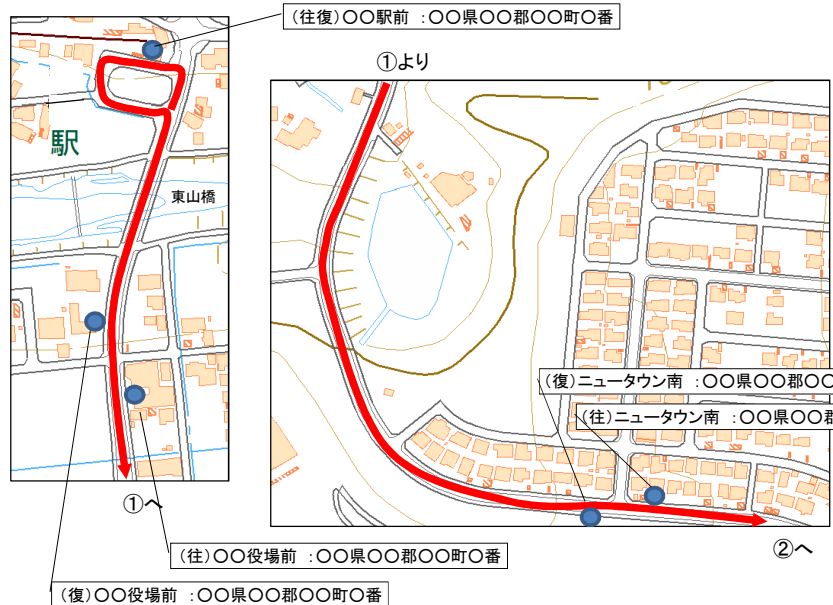 (往復)〇〇駅前 :〇〇県〇〇郡〇〇町〇番
①より
駅
東山橋
(復)ニュータウン南 :〇〇県〇〇郡〇〇
(往)ニュータウン南 :〇〇県〇〇郡
①へ
②へ
(往)〇〇役場前 :〇〇県〇〇郡〇〇町〇番
(復)〇〇役場前 :〇〇県〇〇郡〇〇町〇番